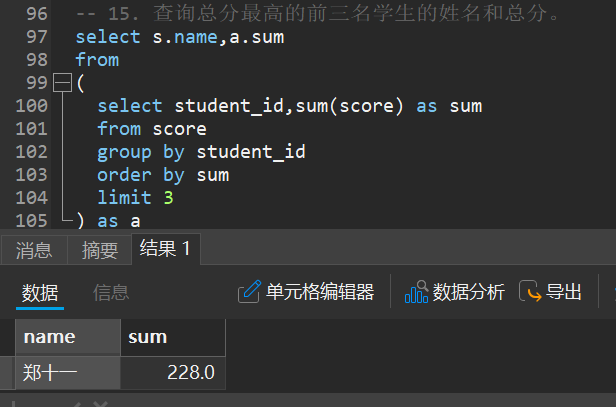 96 -- 15. 查询总分最高的前三名学生的姓名和总分。
97 select s.name,a.sum
98 from
99 (
100 select student_id,sum(score) as sum
101 from score
102 group by student_id
103 order by sum
104 limit 3
105 ) as a
消息 摘要 结果 1
数据 信息 单元格编辑器 数据分析 导出
name sum
郑十一 228.0